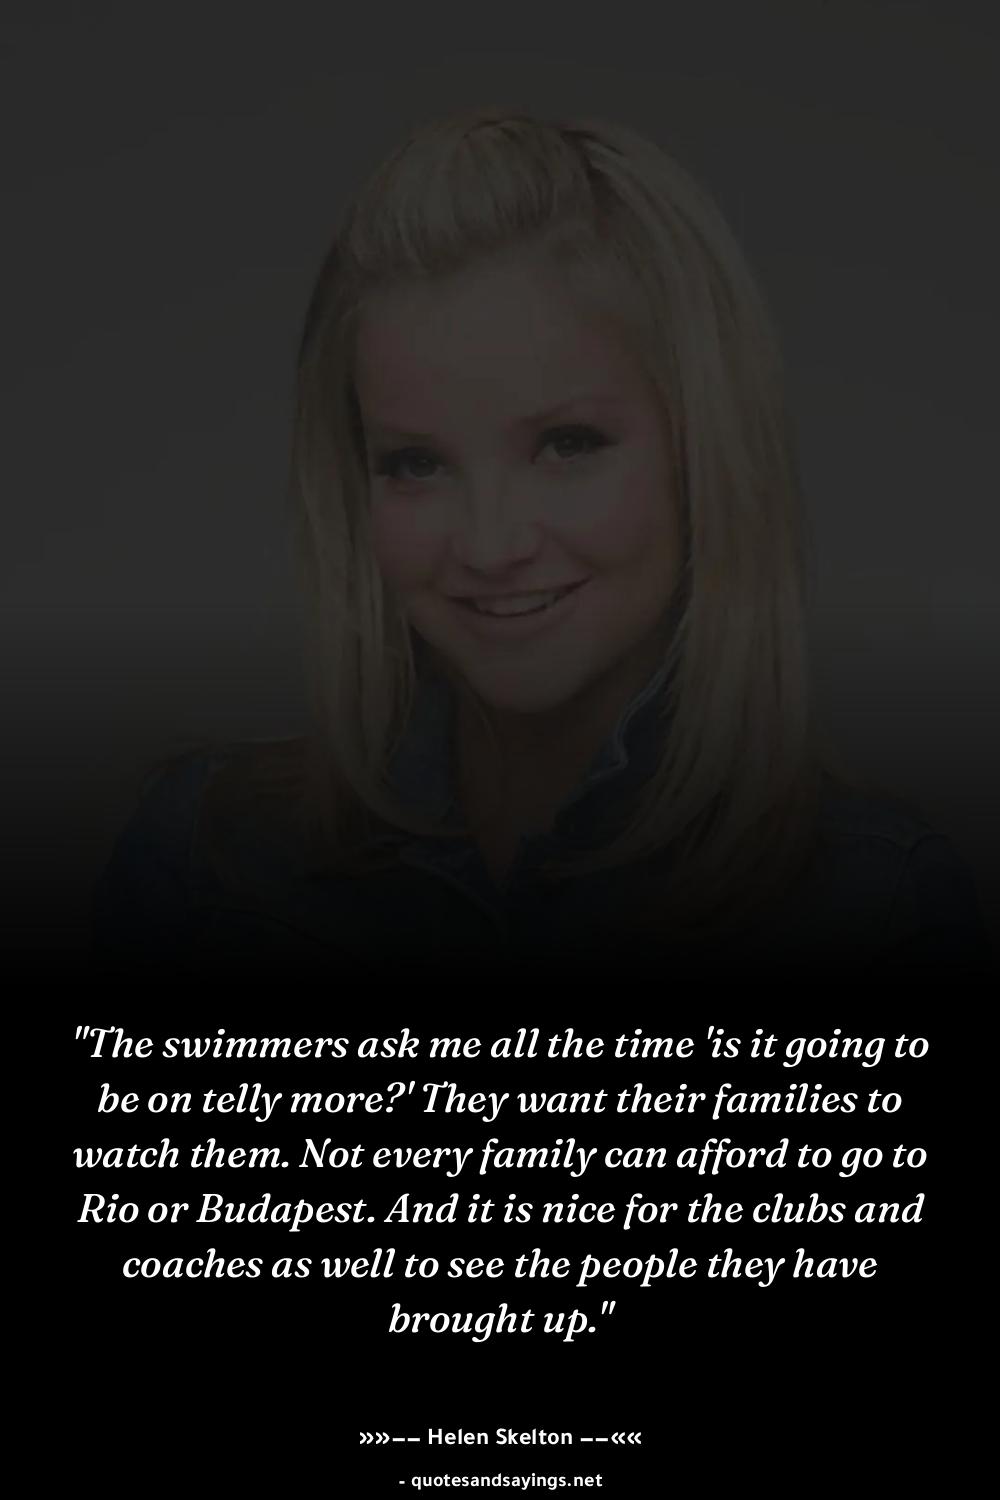 "The swimmers ask me all the time 'is it going to
be on telly more?' They want their families to
watch them. Not every family can afford to go to
Rio or Budapest. And it is nice for the clubs and
coaches as well to see the people they have
brought up."
»»−− Helen Skelton −−««
- quotesandsayings.net